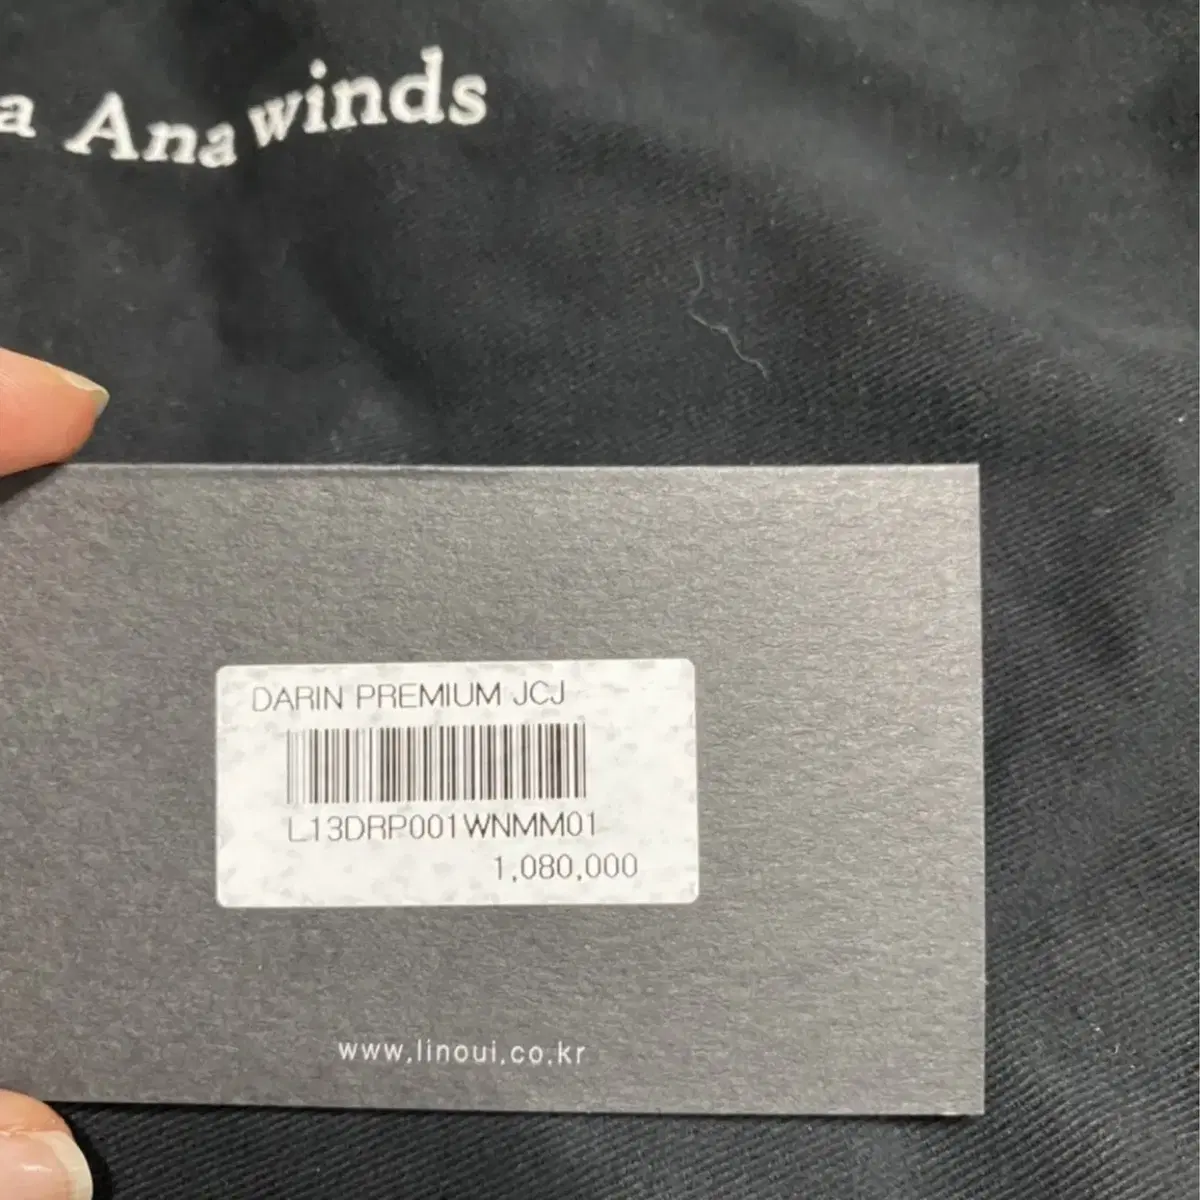 a Ana winds
DARIN PREMIUM JCJ
L13DRP001WNMM01
1,080,000
www.linoui.co.kr